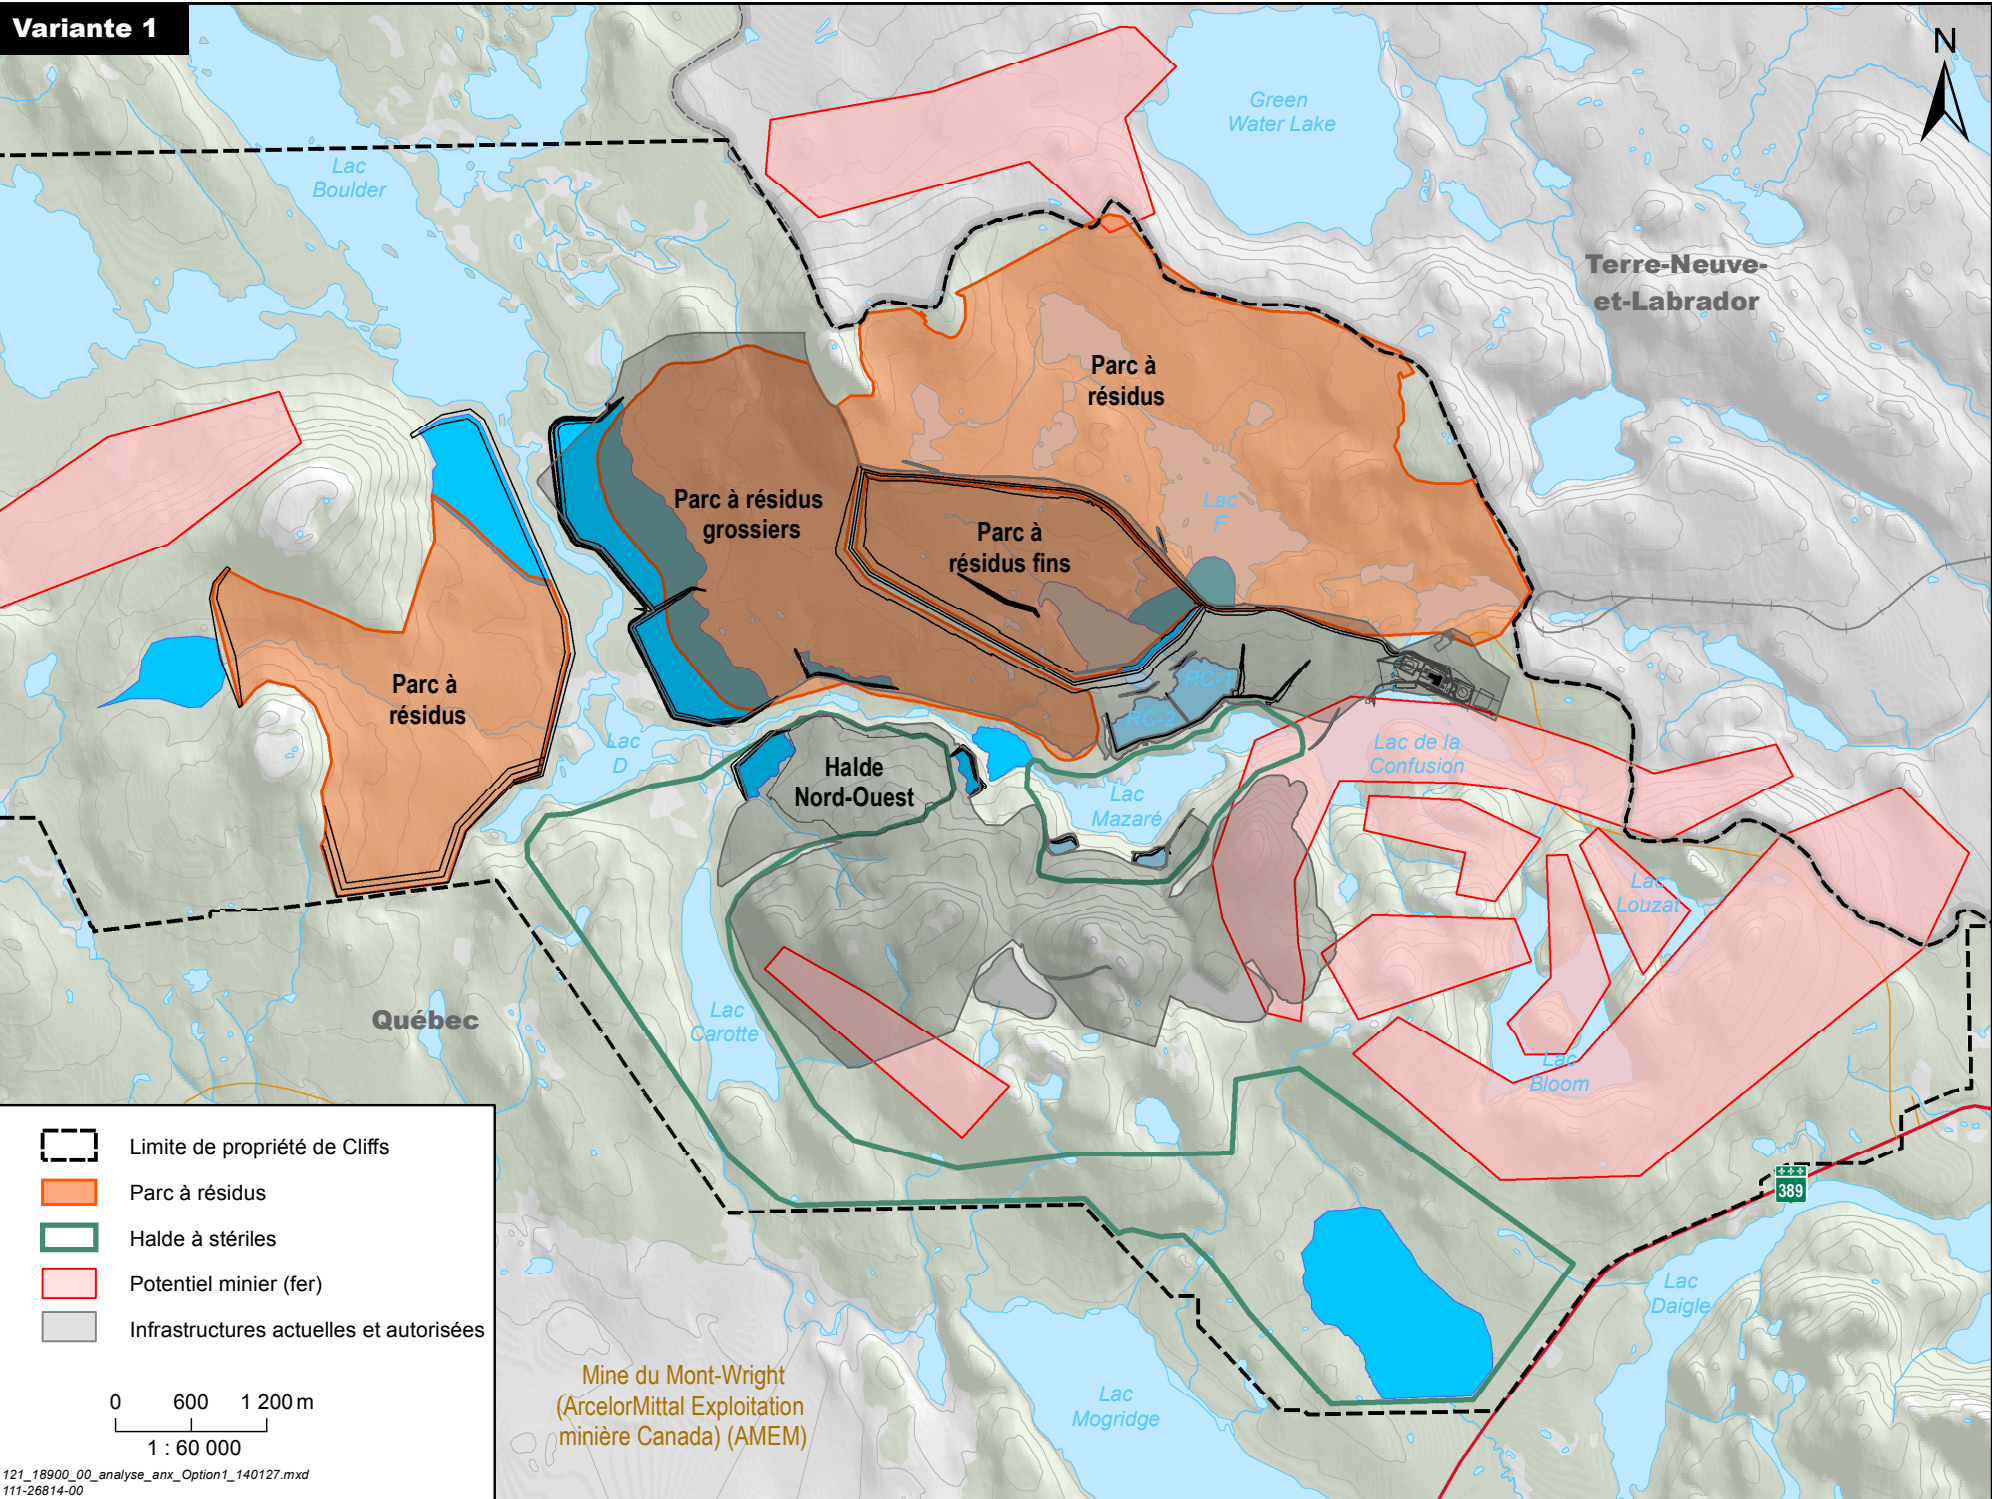 Variante 1
N
Green
Water Lake
Lac
Boulder
Terre-Neuve-
et-Labrador
Parc à
résidus
Lac
F
Parc à résidus
grossiers
Parc à
résidus fins
Parc à
résidus
RC-1
RC-2
Lac
D
Lac de la
Confusion
Halde
Nord-Ouest
Lac
Mazaré
Lac
Louzat
Québec
Lac
Carotte
Lac
Bloom
389
Lac
Daigle
Lac
Mogridge
Mine du Mont-Wright
(ArcelorMittal Exploitation
minière Canada) (AMEM)
Limite de propriété de Cliffs
Parc à résidus
Halde à stériles
Potentiel minier (fer)
Infrastructures actuelles et autorisées
0 600 1 200 m
1 : 60 000
121_18900_00_analyse_anx_Option1_140127.mxd
111-26814-00